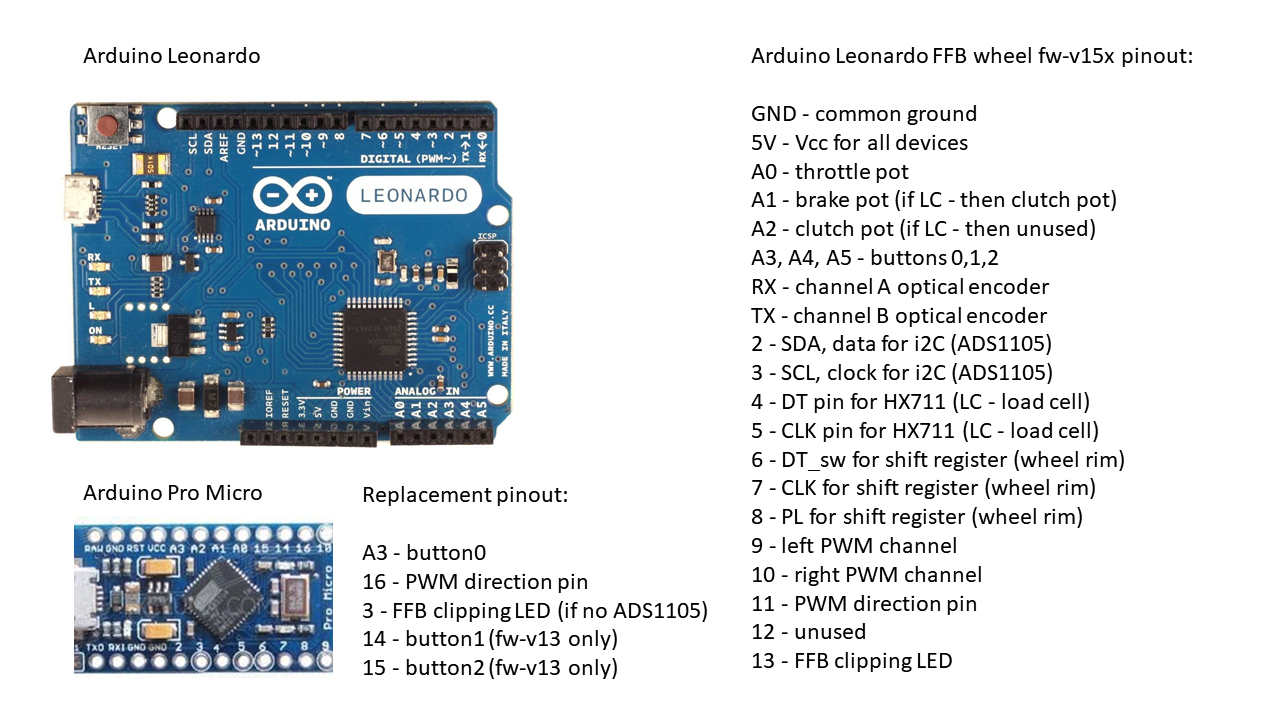 Arduino Leonardo
RESET
SCL
SDA
AREF
GND
~13
12
~11
~10
~9
8
7
~6
~5
4
~3
2
TX→1
RX←0
DIGITAL (PWM~)
LEONARDO
ARDUINO
ICSP
RX
TX
L
ON
WWW.ARDUINO.CC
MADE IN ITALY
POWER
ANALOG IN
IOREF
RESET
3.3V
5V
GND
GND
Vin
A0
A1
A2
A3
A4
A5
Arduino Pro Micro
RAW GND RST VCC A3 A2 A1 A0 15 14 16 10
Pro Micro
TXO RXI GND GND 2 3 4 5 6 7 8 9
Replacement pinout:
A3 - button0
16 - PWM direction pin
3 - FFB clipping LED (if no ADS1105)
14 - button1 (fw-v13 only)
15 - button2 (fw-v13 only)
Arduino Leonardo FFB wheel fw-v15x pinout:
GND - common ground
5V - Vcc for all devices
A0 - throttle pot
A1 - brake pot (if LC - then clutch pot)
A2 - clutch pot (if LC - then unused)
A3, A4, A5 - buttons 0,1,2
RX - channel A optical encoder
TX - channel B optical encoder
2 - SDA, data for i2C (ADS1105)
3 - SCL, clock for i2C (ADS1105)
4 - DT pin for HX711 (LC - load cell)
5 - CLK pin for HX711 (LC - load cell)
6 - DT_sw for shift register (wheel rim)
7 - CLK for shift register (wheel rim)
8 - PL for shift register (wheel rim)
9 - left PWM channel
10 - right PWM channel
11 - PWM direction pin
12 - unused
13 - FFB clipping LED